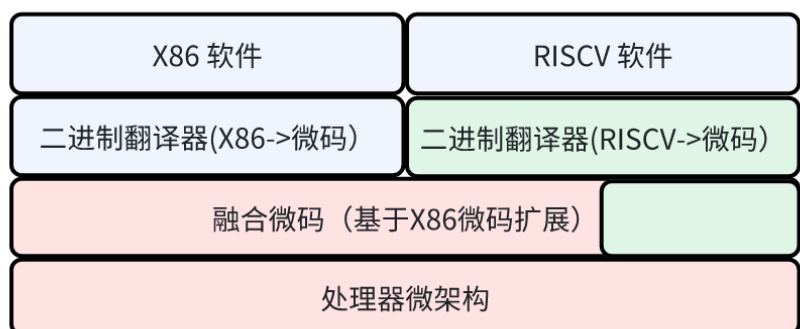 X86 软件
RISCV 软件
二进制翻译器(X86->微码）
二进制翻译器(RISCV->微码）
融合微码（基于X86微码扩展）
处理器微架构